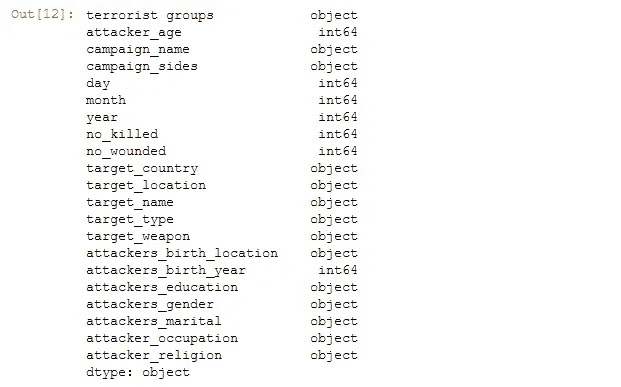 Out[12]: terrorist groups object
attacker_age int64
campaign_name object
campaign_sides object
day int64
month int64
year int64
no_killed int64
no_wounded int64
target_country object
target_location object
target_name object
target_type object
target_weapon object
attackers_birth_location object
attackers_birth_year int64
attackers_education object
attackers_gender object
attackers_marital object
attacker_occupation object
attacker_religion object
dtype: object